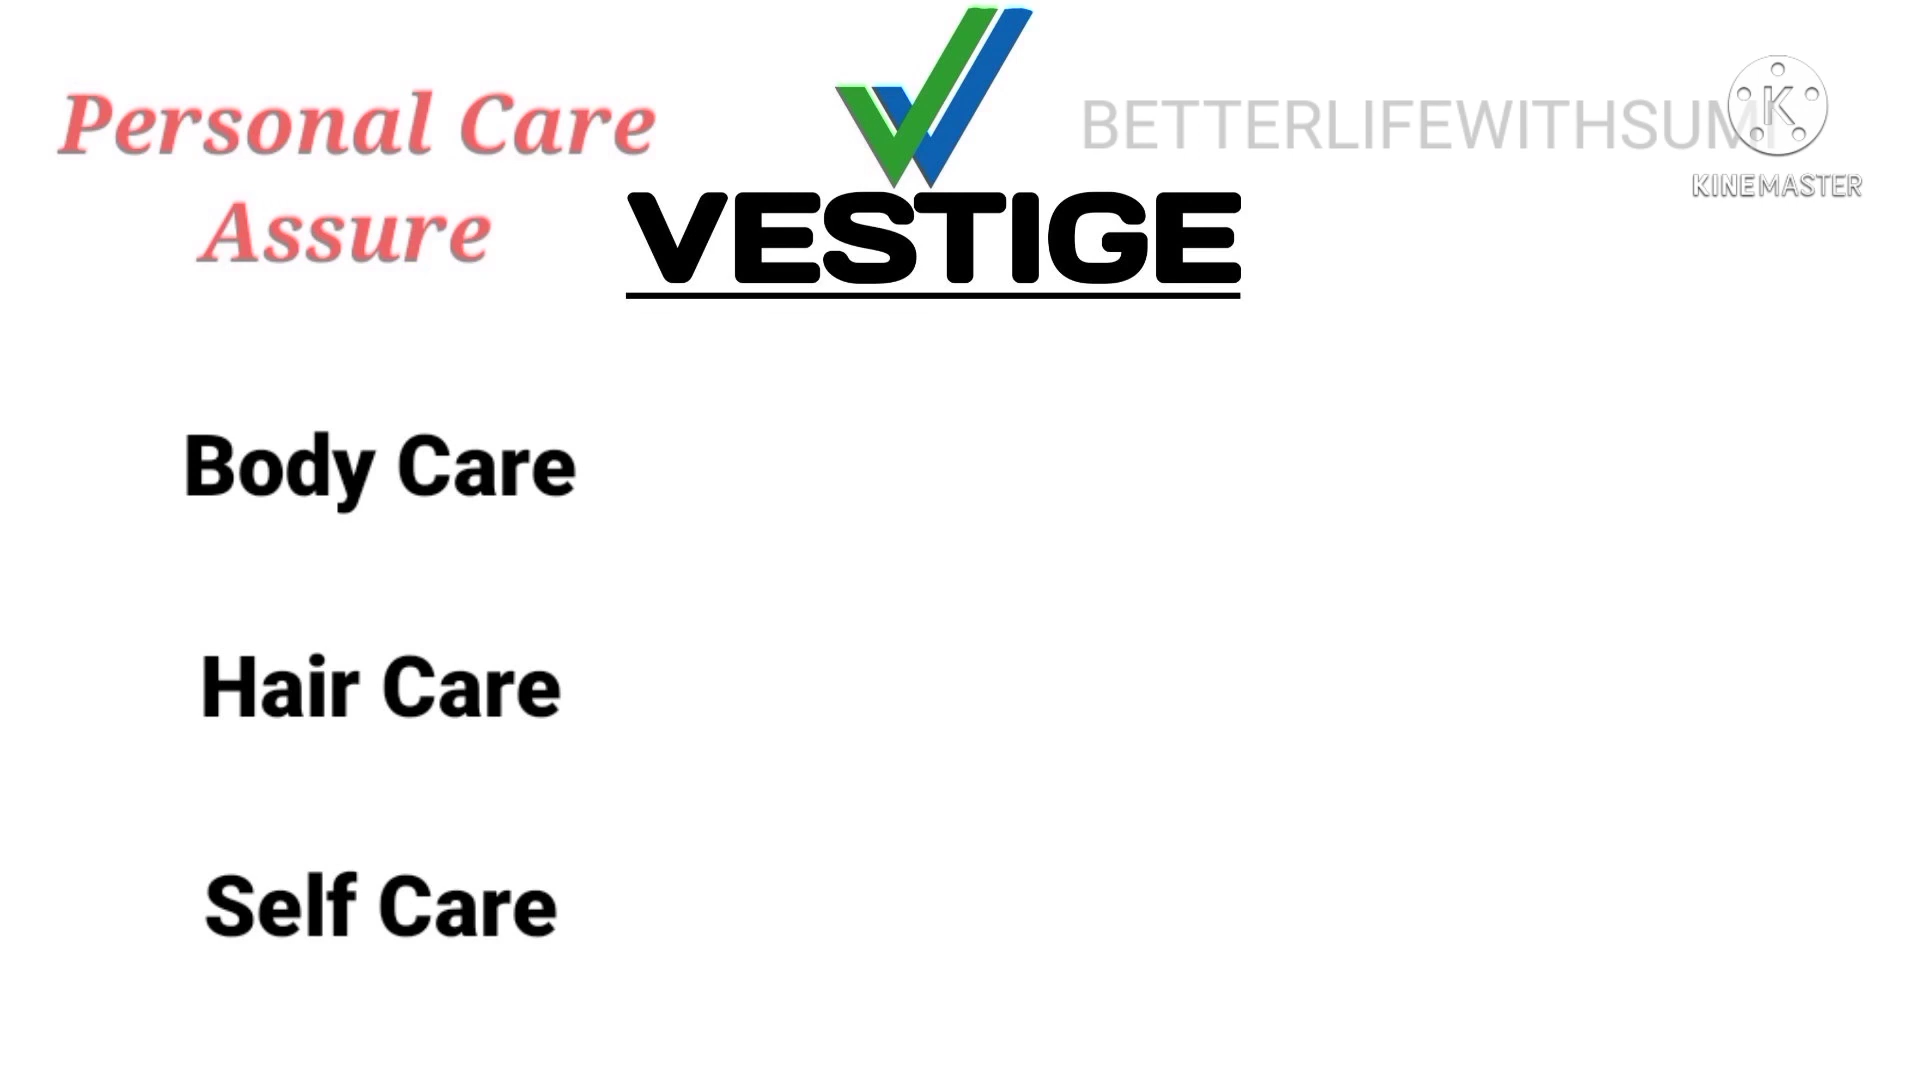 Personal Care
Assure
VESTIGE
BETTERLIFEWITHSUMI
KINEMASTER
Body Care
Hair Care
Self Care